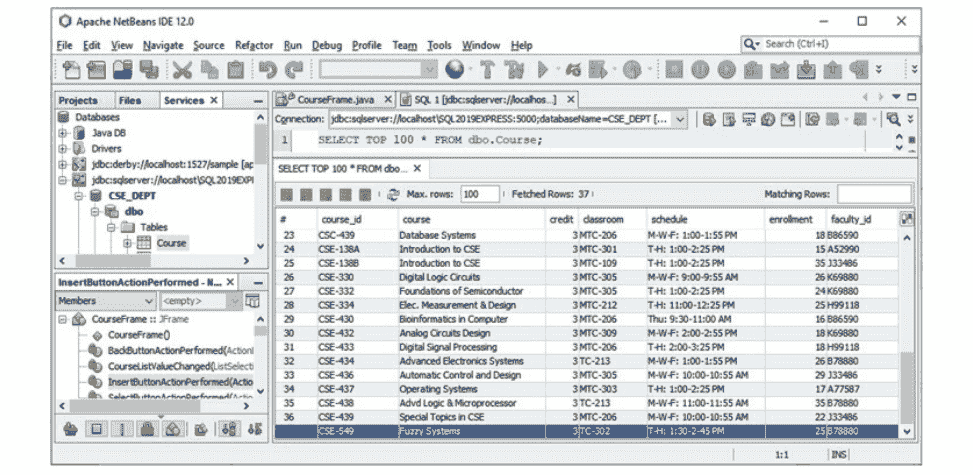 Apache NetBeans IDE 12.0
File Edit View Navigate Source Refactor Run Debug Profile Team Tools Window Help
Search (Ctrl+I)
Projects Files Services
CourseFrame.java SQL 1 [jdbc:sqlserver://localhos...]
Databases
Java DB
Drivers
jdbc:derby://localhost:1527/sample [ap
jdbc:sqlserver://localhost\SQL2019EXPI
CSE_DEPT
dbo
Tables
Course
Connection: jdbc:sqlserver://localhost\SQL2019EXPRESS:5000;databaseName=CSE_DEPT [...
1 SELECT TOP 100 * FROM dbo.Course;
SELECT TOP 100 * FROM dbo...
Max. rows: 100 Fetched Rows: 37 Matching Rows:
# course_id course credit classroom schedule enrollment faculty_id
23 CSC-439 Database Systems 3 MTC-206 M-W-F: 1:00-1:55 PM 18 B86590
24 CSE-138A Introduction to CSE 3 MTC-301 T-H: 1:00-2:25 PM 15 A52990
25 CSE-138B Introduction to CSE 3 MTC-109 T-H: 1:00-2:25 PM 35 J33486
26 CSE-330 Digital Logic Circuits 3 MTC-305 M-W-F: 9:00-9:55 AM 26 K69880
27 CSE-332 Foundations of Semiconductor 3 MTC-305 T-H: 1:00-2:25 PM 24 K69880
28 CSE-334 Elec. Measurement & Design 3 MTC-212 T-H: 11:00-12:25 PM 25 H99118
29 CSE-430 Bioinformatics in Computer 3 MTC-206 Thu: 9:30-11:00 AM 16 B86590
30 CSE-432 Analog Circuits Design 3 MTC-309 M-W-F: 2:00-2:55 PM 18 K69880
31 CSE-433 Digital Signal Processing 3 MTC-206 T-H: 2:00-3:25 PM 18 H99118
32 CSE-434 Advanced Electronics Systems 3 TC-213 M-W-F: 1:00-1:55 PM 26 B78880
33 CSE-436 Automatic Control and Design 3 MTC-305 M-W-F: 10:00-10:55 AM 29 J33486
34 CSE-437 Operating Systems 3 MTC-303 T-H: 1:00-2:25 PM 17 A77587
35 CSE-438 Advd Logic & Microprocessor 3 TC-213 M-W-F: 11:00-11:55 AM 35 B78880
36 CSE-439 Special Topics in CSE 3 MTC-206 M-W-F: 10:00-10:55 AM 22 J33486
CSE-549 Fuzzy Systems 3 TC-302 T-H: 1:30-2-45 PM 25 B78880
InsertButtonActionPerformed - N...
Members <empty>
CourseFrame :: JFrame
CourseFrame()
BackButtonActionPerformed(Action
CourseListValueChanged(ListSelecti
InsertButtonActionPerformed(Actio
SelectButtonActionPerformed(Actio
1:1 INS